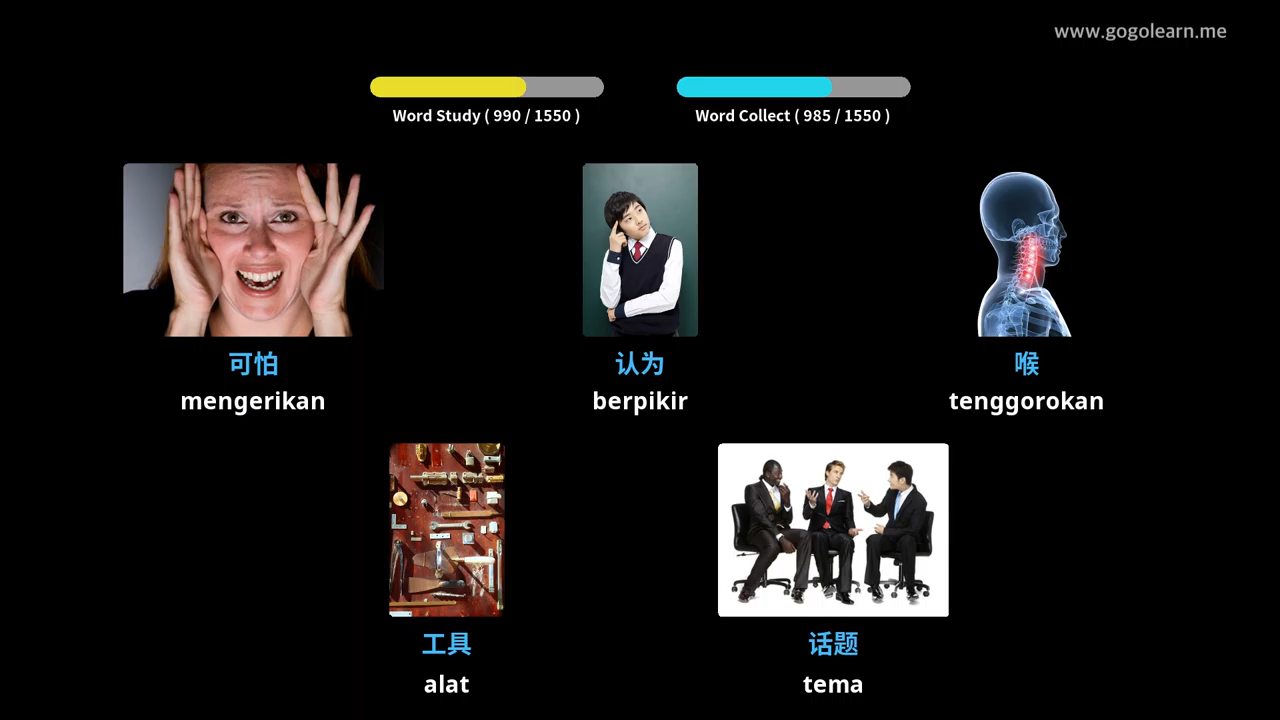 www.gogolearn.me
Word Study ( 990 / 1550 )
Word Collect ( 985 / 1550 )
可怕
mengerikan
认为
berpikir
喉
tenggorokan
工具
alat
话题
tema